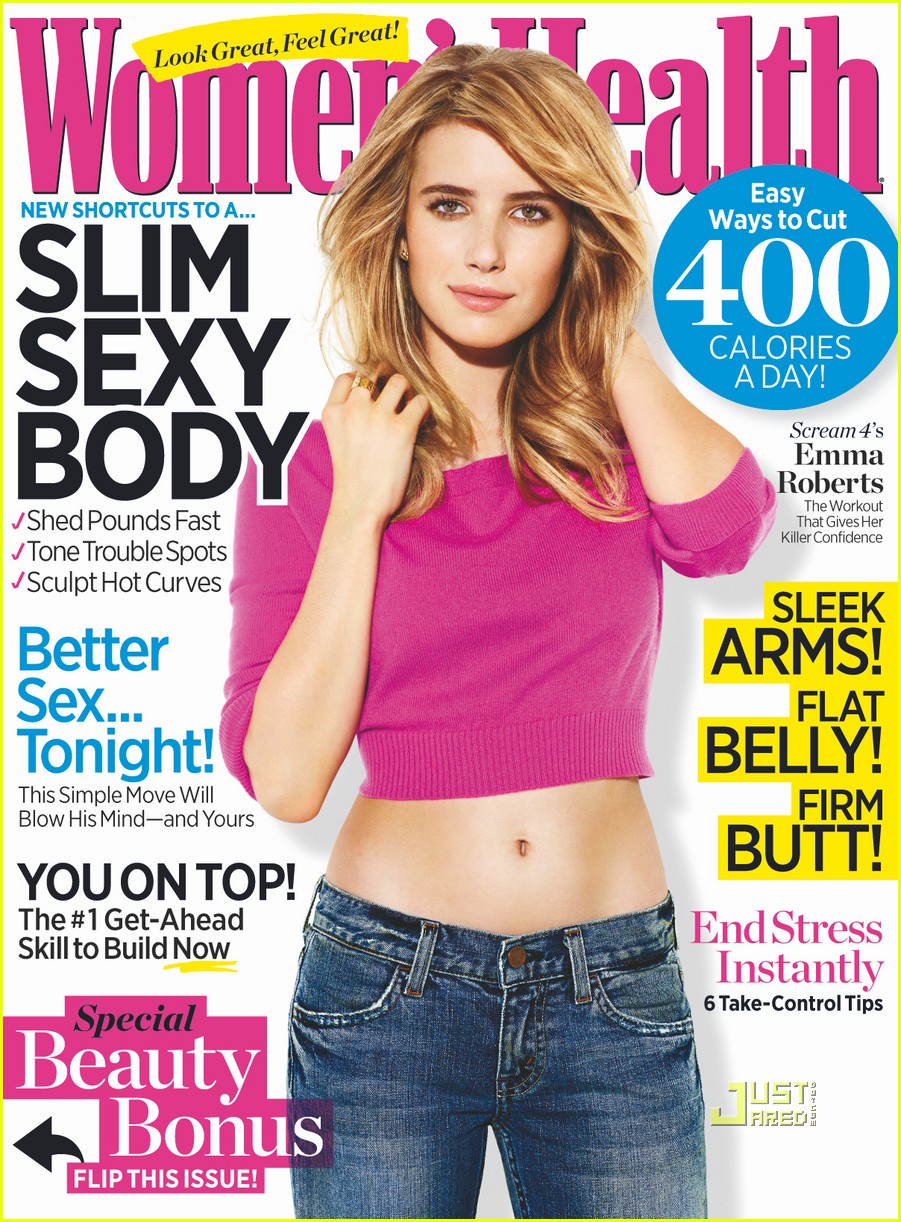 Look Great, Feel Great!
Women's Health
NEW SHORTCUTS TO A...
SLIM
SEXY
BODY
✓Shed Pounds Fast
✓Tone Trouble Spots
✓Sculpt Hot Curves
Better
Sex...
Tonight!
This Simple Move Will
Blow His Mind—and Yours
YOU ON TOP!
The #1 Get-Ahead
Skill to Build Now
Special
Beauty
Bonus
FLIP THIS ISSUE!
Easy
Ways to Cut
400
CALORIES
A DAY!
Scream 4's
Emma
Roberts
The Workout
That Gives Her
Killer Confidence
SLEEK
ARMS!
FLAT
BELLY!
FIRM
BUTT!
End Stress
Instantly
6 Take-Control Tips
JUST
JARED
DOTCOM